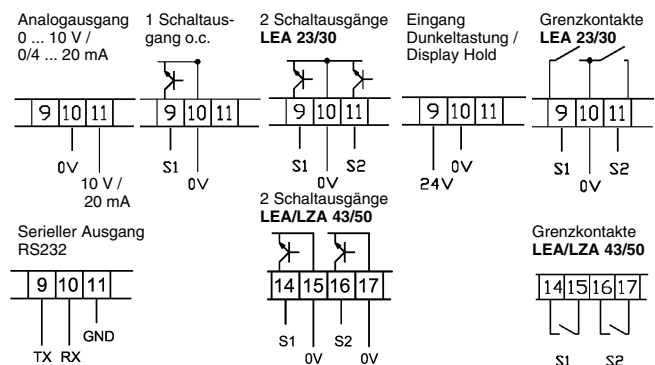 Analogausgang
0 ... 10 V /
0/4 ... 20 mA
9 10 11
0V
10 V /
20 mA
1 Schaltaus-
gang o.c.
9 10 11
S1
0V
2 Schaltausgänge
LEA 23/30
9 10 11
S1 S2
0V
Eingang
Dunkeltastung /
Display Hold
9 10 11
0V
24V
Grenzkontakte
LEA 23/30
9 10 11
S1 S2
0V
Serieller Ausgang
RS232
9 10 11
GND
TX RX
2 Schaltausgänge
LEA/LZA 43/50
14 15 16 17
S1 S2
0V 0V
Grenzkontakte
LEA/LZA 43/50
14 15 16 17
S1 S2